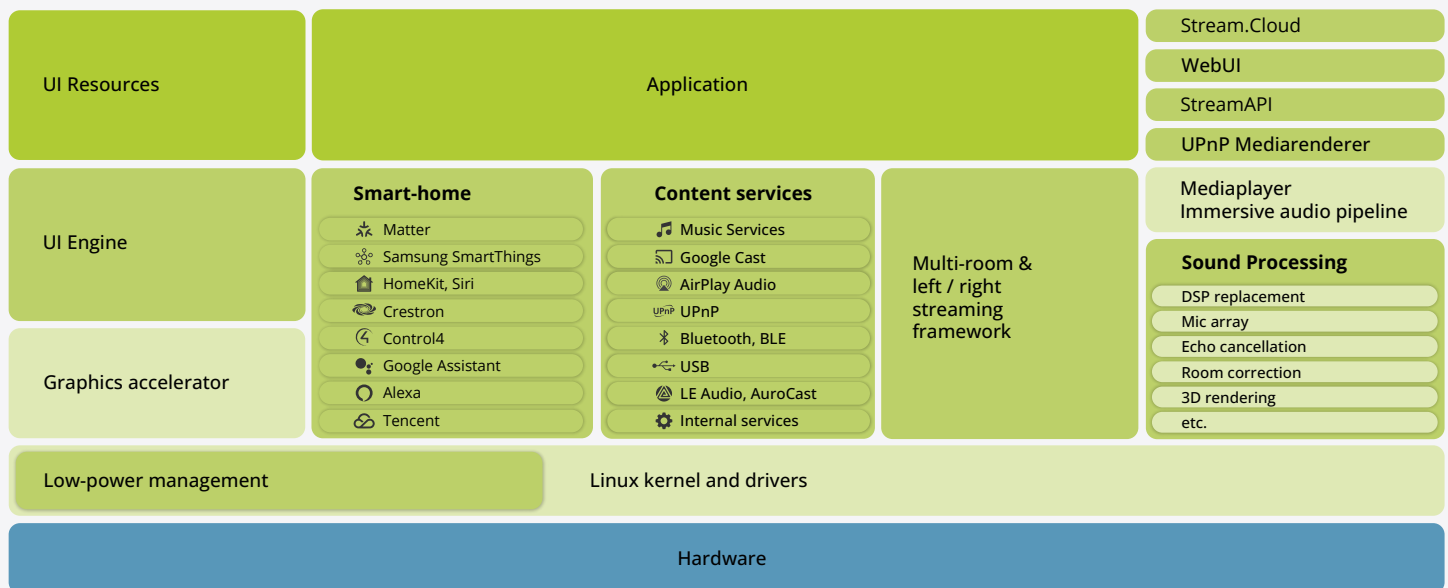 UI Resources
Application
Stream.Cloud
WebUI
StreamAPI
UPnP Mediarenderer
UI Engine
Graphics accelerator
Smart-home
Matter
Samsung SmartThings
HomeKit, Siri
Crestron
Control4
Google Assistant
Alexa
Tencent
Content services
Music Services
Google Cast
AirPlay Audio
UPnP UPnP
Bluetooth, BLE
USB
LE Audio, AuroCast
Internal services
Multi-room &
left / right
streaming
framework
Mediaplayer
Immersive audio pipeline
Sound Processing
DSP replacement
Mic array
Echo cancellation
Room correction
3D rendering
etc.
Low-power management
Linux kernel and drivers
Hardware